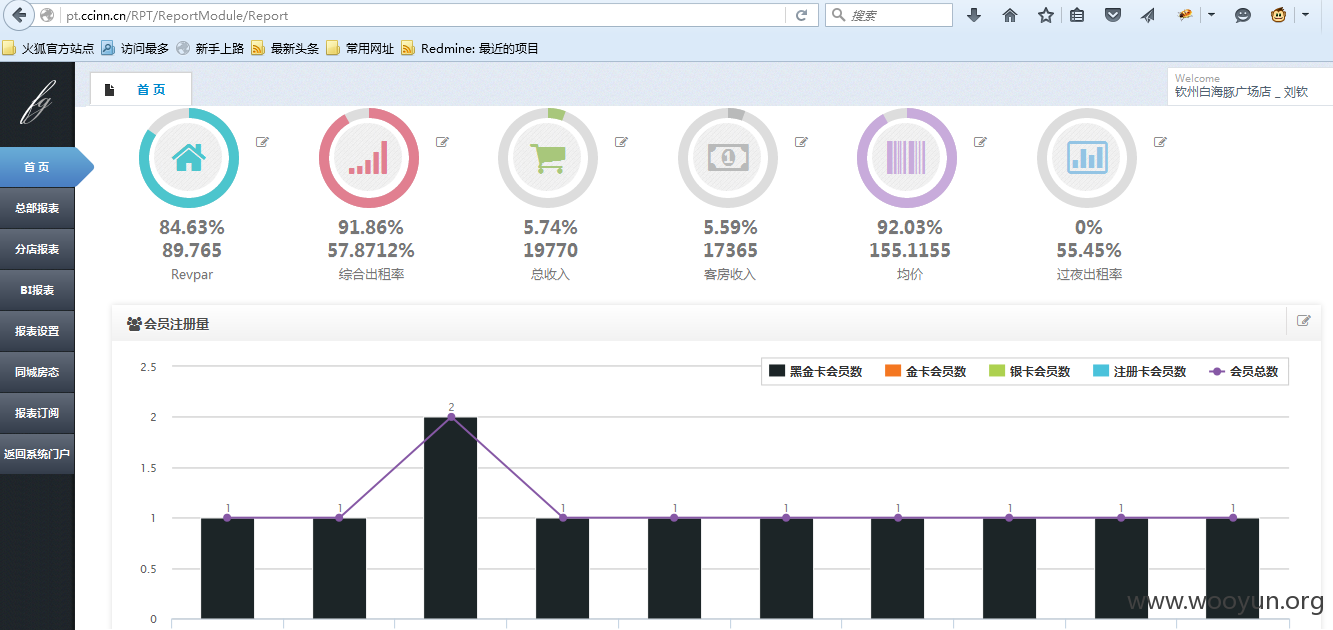 pt.ccinn.cn/RPT/ReportModule/Report
搜索
火狐官方站点 访问最多 新手上路 最新头条 常用网址 Redmine: 最近的项目
fg
首页
Welcome
钦州白海豚广场店 _ 刘钦
首页
总部报表
分店报表
BI报表
报表设置
同城房态
报表订阅
返回系统门户
84.63% 91.86% 5.74% 5.59% 92.03% 0%
89.765 57.8712% 19770 17365 155.1155 55.45%
Revpar 综合出租率 总收入 客房收入 均价 过夜出租率
会员注册量
黑金卡会员数 金卡会员数 银卡会员数 注册卡会员数 会员总数
2.5
2
1.5
1
0.5
0
1 1 2 1 1 1 1 1 1 1
www.wooyun.org